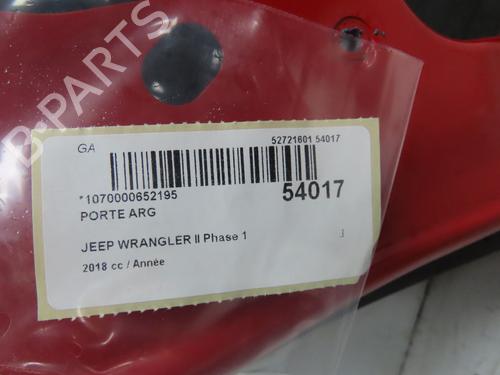 B-PARTS
GA
52721601 54017
*1070000652195
54017
PORTE ARG
JEEP WRANGLER II Phase 1
2018 cc / Année